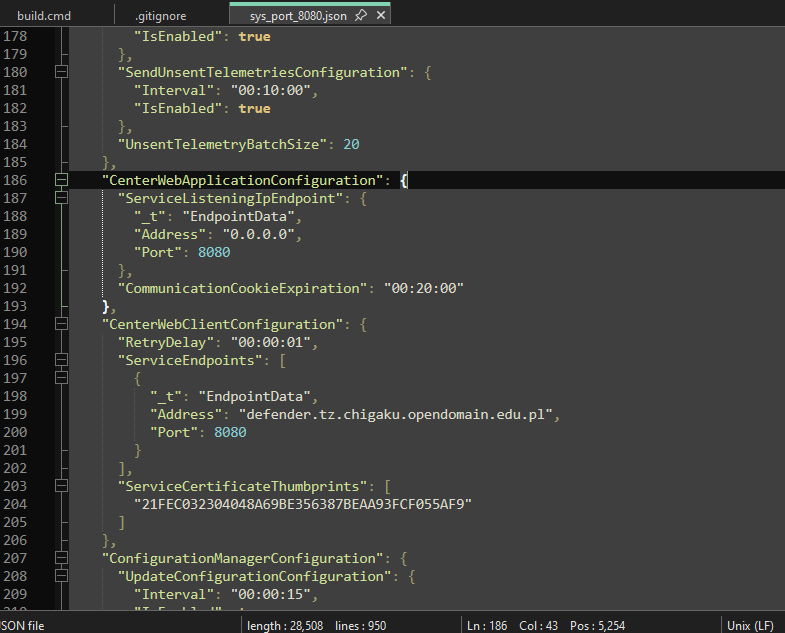 build.cmd .gitignore sys_port_8080.json
178 "IsEnabled": true
179 },
180 "SendUnsentTelemetriesConfiguration": {
181 "Interval": "00:10:00",
182 "IsEnabled": true
183 },
184 "UnsentTelemetryBatchSize": 20
185 },
186 "CenterWebApplicationConfiguration": {
187 "ServiceListeningIpEndpoint": {
188 "_t": "EndpointData",
189 "Address": "0.0.0.0",
190 "Port": 8080
191 },
192 "CommunicationCookieExpiration": "00:20:00"
193 },
194 "CenterWebClientConfiguration": {
195 "RetryDelay": "00:00:01",
196 "ServiceEndpoints": [
197 {
198 "_t": "EndpointData",
199 "Address": "defender.tz.chigaku.opendomain.edu.pl",
200 "Port": 8080
201 }
202 ],
203 "ServiceCertificateThumbprints": [
204 "21FEC032304048A69BE356387BEAA93FCF055AF9"
205 ]
206 },
207 "ConfigurationManagerConfiguration": {
208 "UpdateConfigurationConfiguration": {
209 "Interval": "00:00:15",
SON file length : 28,508 lines : 950 Ln : 186 Col : 43 Pos : 5,254 Unix (LF)